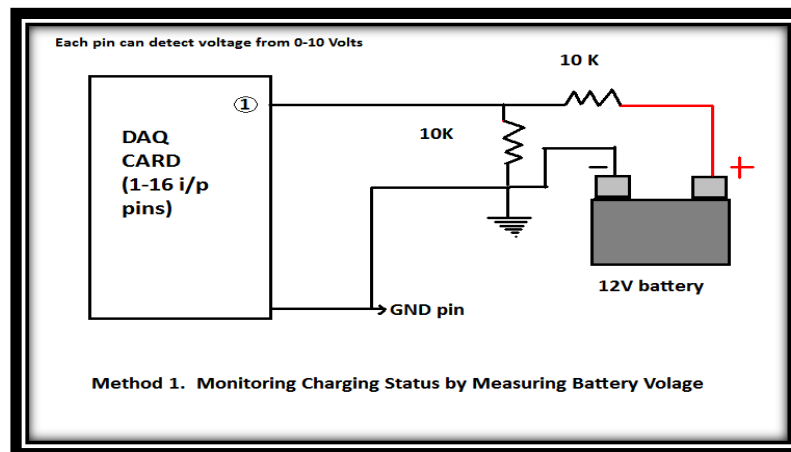 Each pin can detect voltage from 0-10 Volts
10 K
1
10K
DAQ
CARD
(1-16 i/p
pins)
−
+
12V battery
GND pin
Method 1. Monitoring Charging Status by Measuring Battery Volage